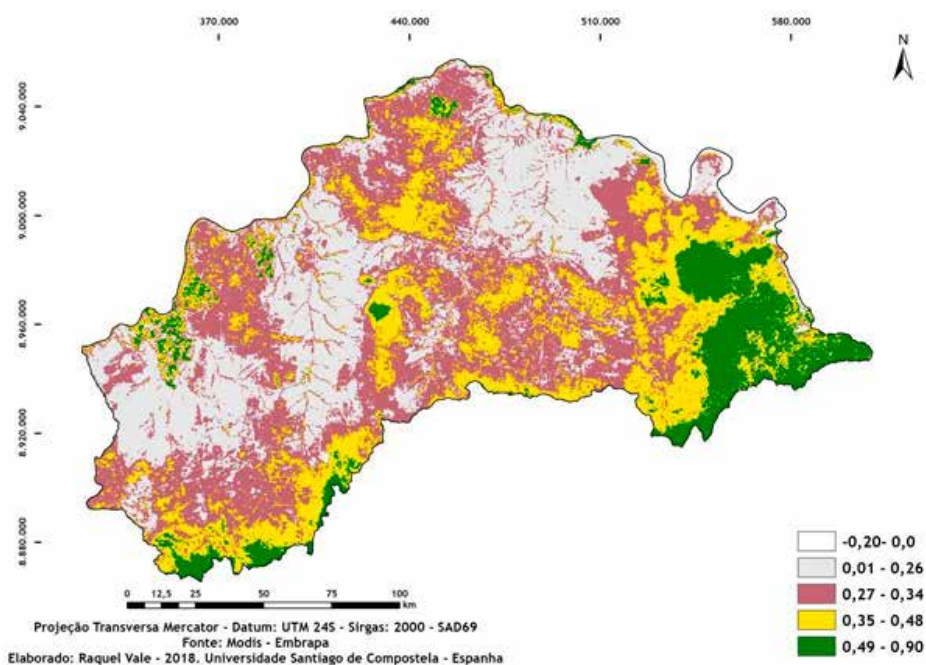 370.000 440.000 510.000 580.000
N
9.040.000
9.000.000
8.960.000
8.920.000
8.880.000
-0,20- 0,0
0,01 - 0,26
0,27 - 0,34
0,35 - 0,48
0,49 - 0,90
0 12,5 25 50 75 100
km
Projeção Transversa Mercator - Datum: UTM 24S - Sirgas: 2000 - SAD69
Fonte: Modis - Embrapa
Elaborado: Raquel Vale - 2018. Universidade Santiago de Compostela - Espanha